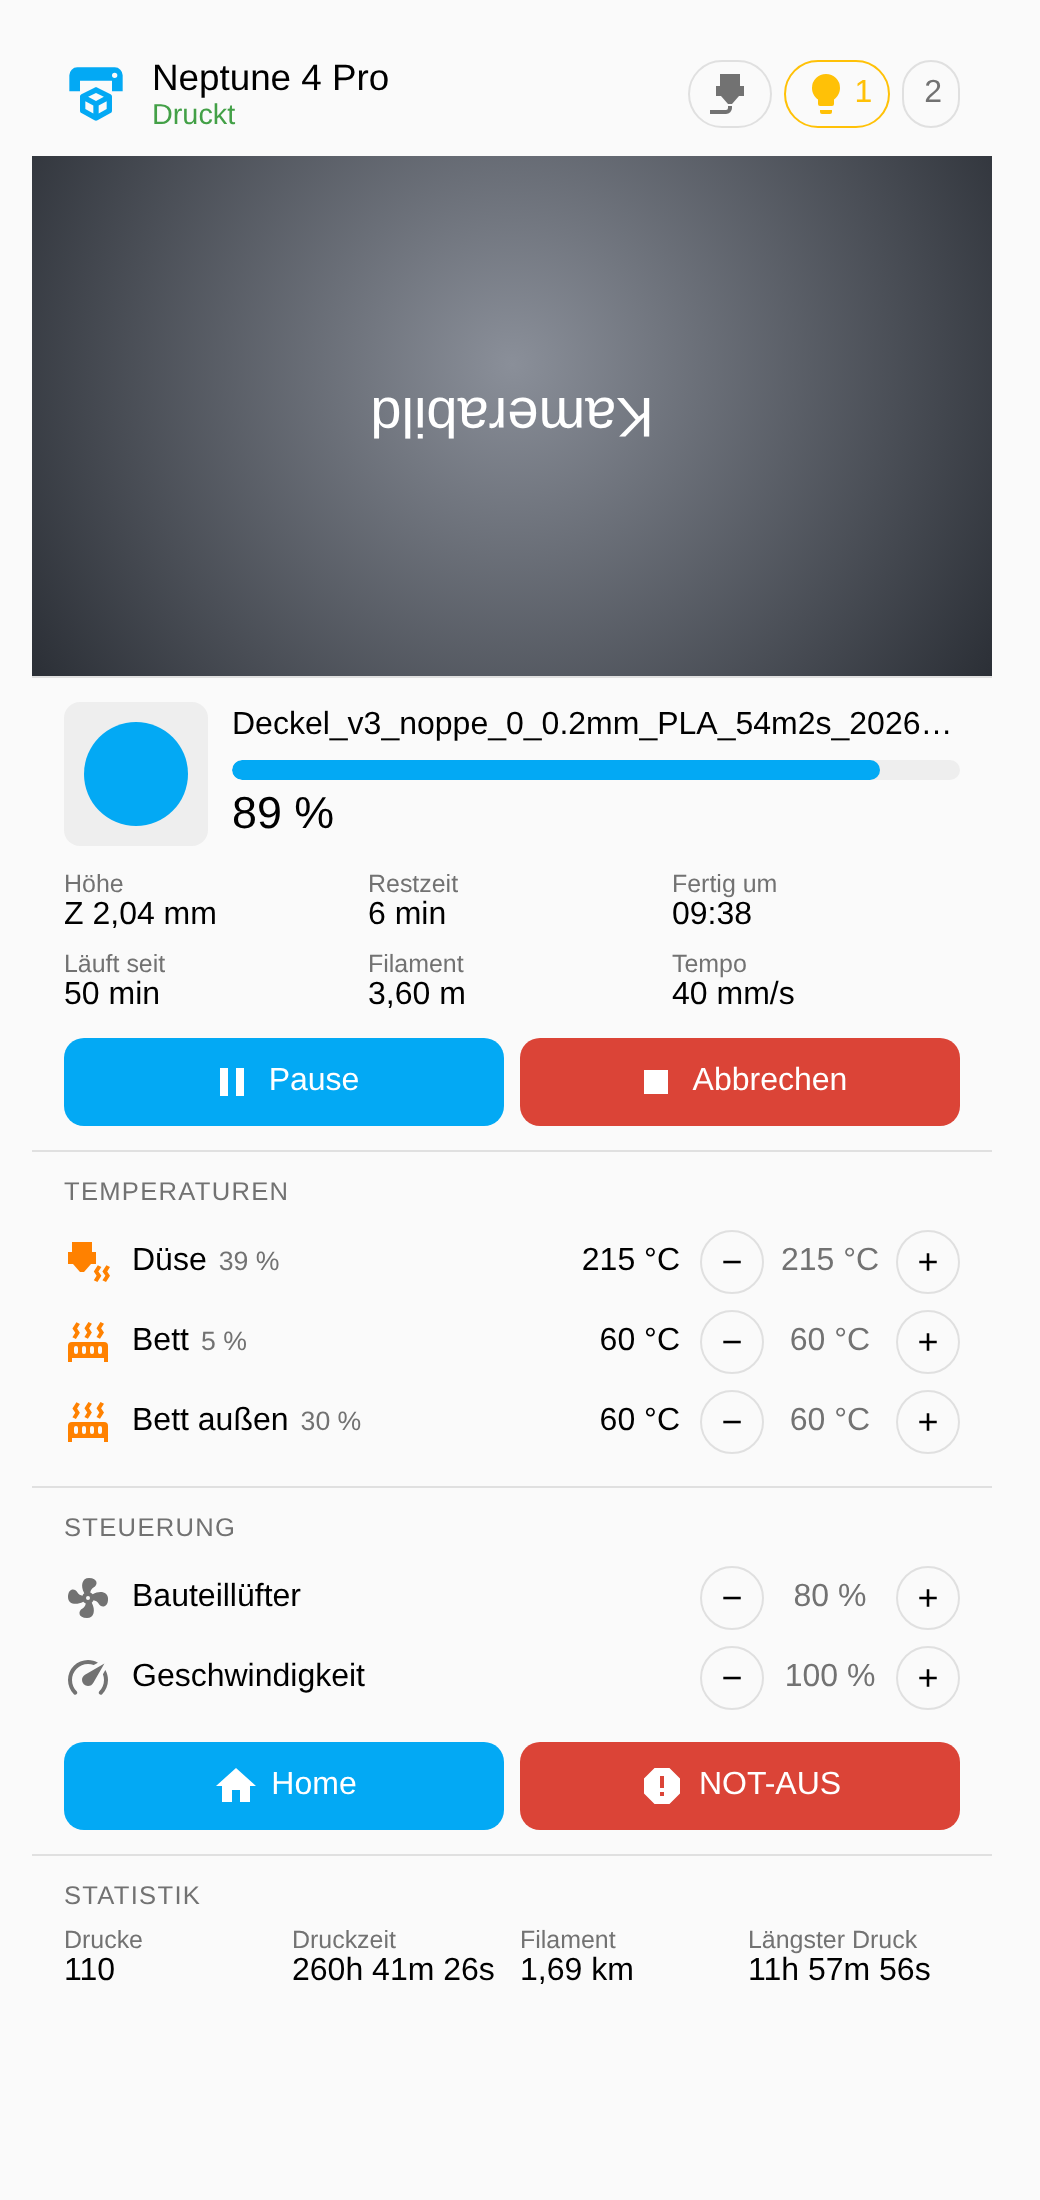 Neptune 4 Pro
Druckt
1
2
Kamerabild
Deckel_v3_noppe_0_0.2mm_PLA_54m2s_2026…
89 %
Höhe Restzeit Fertig um
Z 2,04 mm 6 min 09:38
Läuft seit Filament Tempo
50 min 3,60 m 40 mm/s
Pause Abbrechen
TEMPERATUREN
Düse 39 % 215 °C − 215 °C +
Bett 5 % 60 °C − 60 °C +
Bett außen 30 % 60 °C − 60 °C +
STEUERUNG
Bauteillüfter − 80 % +
Geschwindigkeit − 100 % +
Home NOT-AUS
STATISTIK
Drucke Druckzeit Filament Längster Druck
110 260h 41m 26s 1,69 km 11h 57m 56s